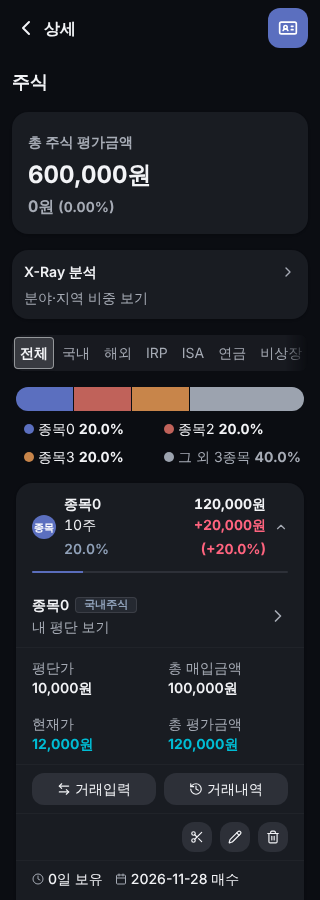 상세
주식
총 주식 평가금액
600,000원
0원 (0.00%)
X-Ray 분석
분야·지역 비중 보기
전체 국내 해외 IRP ISA 연금 비상장
종목0 20.0% 종목2 20.0%
종목3 20.0% 그 외 3종목 40.0%
종목0 120,000원
종목 10주 +20,000원
20.0% (+20.0%)
종목0 국내주식
내 평단 보기
평단가 총 매입금액
10,000원 100,000원
현재가 총 평가금액
12,000원 120,000원
거래입력 거래내역
0일 보유 2026-11-28 매수